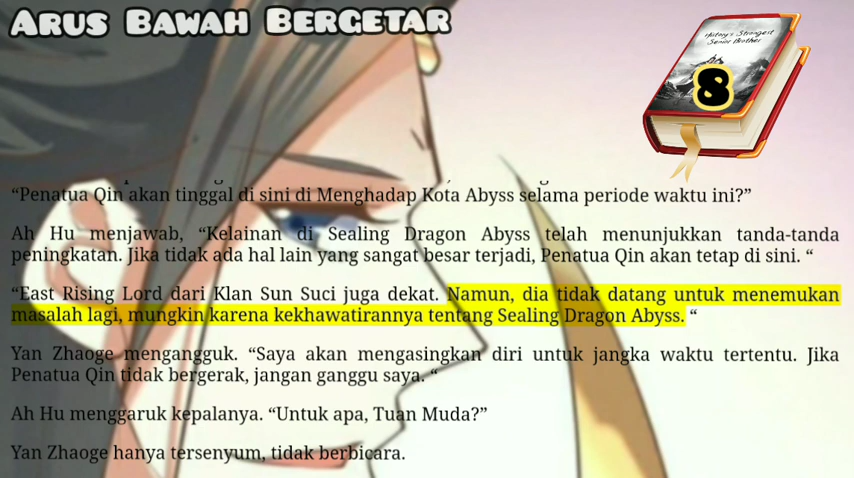 Arus Bawah Bergetar
History's Strongest
Senior Brother
8
“Penatua Qin akan tinggal di sini di Menghadap Kota Abyss selama periode waktu ini?”
Ah Hu menjawab, “Kelainan di Sealing Dragon Abyss telah menunjukkan tanda-tanda
peningkatan. Jika tidak ada hal lain yang sangat besar terjadi, Penatua Qin akan tetap di sini. “
“East Rising Lord dari Klan Sun Suci juga dekat. Namun, dia tidak datang untuk menemukan
masalah lagi, mungkin karena kekhawatirannya tentang Sealing Dragon Abyss. “
Yan Zhaoge mengangguk. “Saya akan mengasingkan diri untuk jangka waktu tertentu. Jika
Penatua Qin tidak bergerak, jangan ganggu saya. “
Ah Hu menggaruk kepalanya. “Untuk apa, Tuan Muda?”
Yan Zhaoge hanya tersenyum, tidak berbicara.